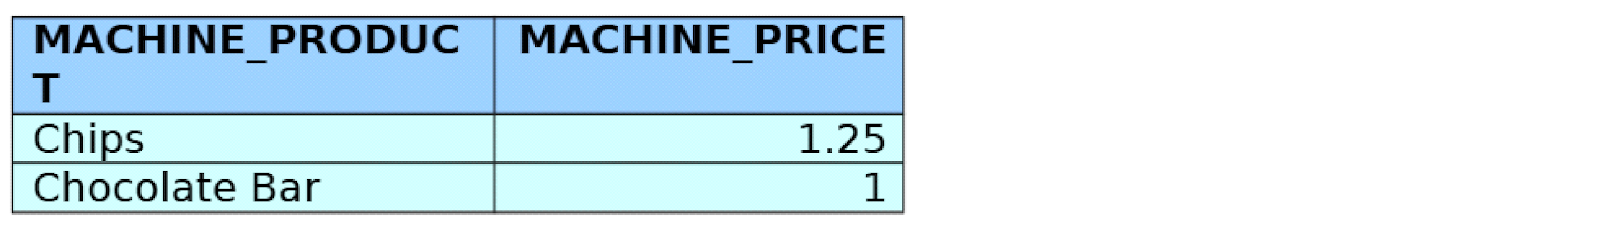 MACHINE_PRODUC MACHINE_PRICE
T
Chips 1.25
Chocolate Bar 1